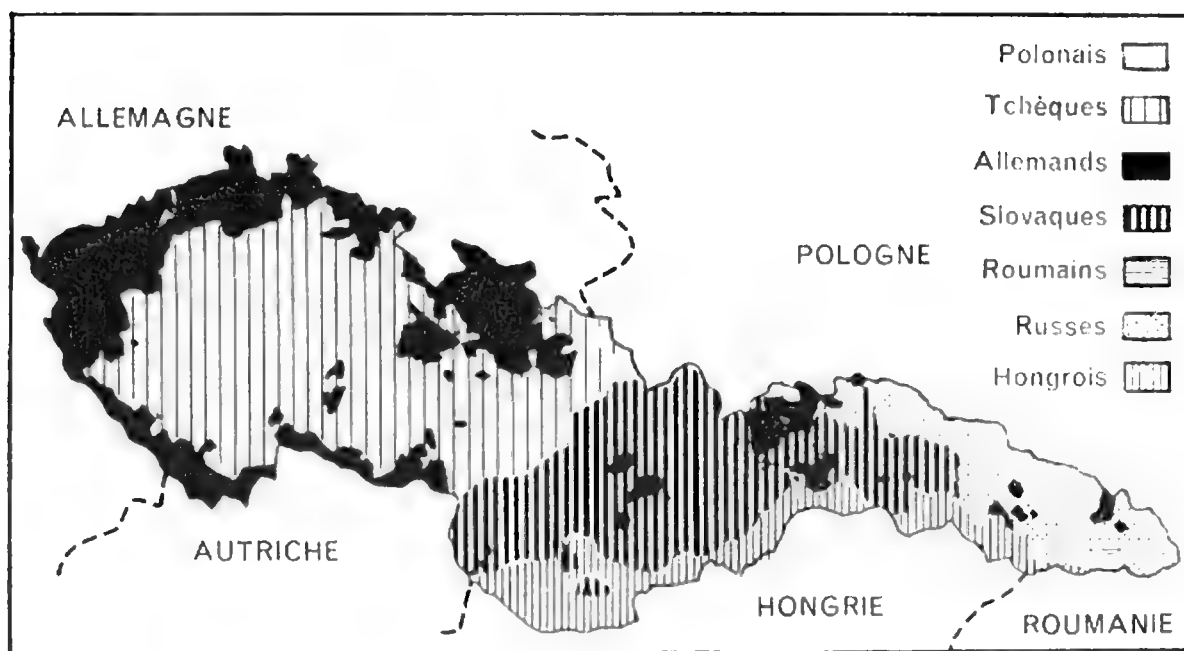 Polonais
ALLEMAGNE
Tchèques
Allemands
Slovaques
POLOGNE
Roumains
Russes
Hongrois
AUTRICHE
HONGRIE
ROUMANIE